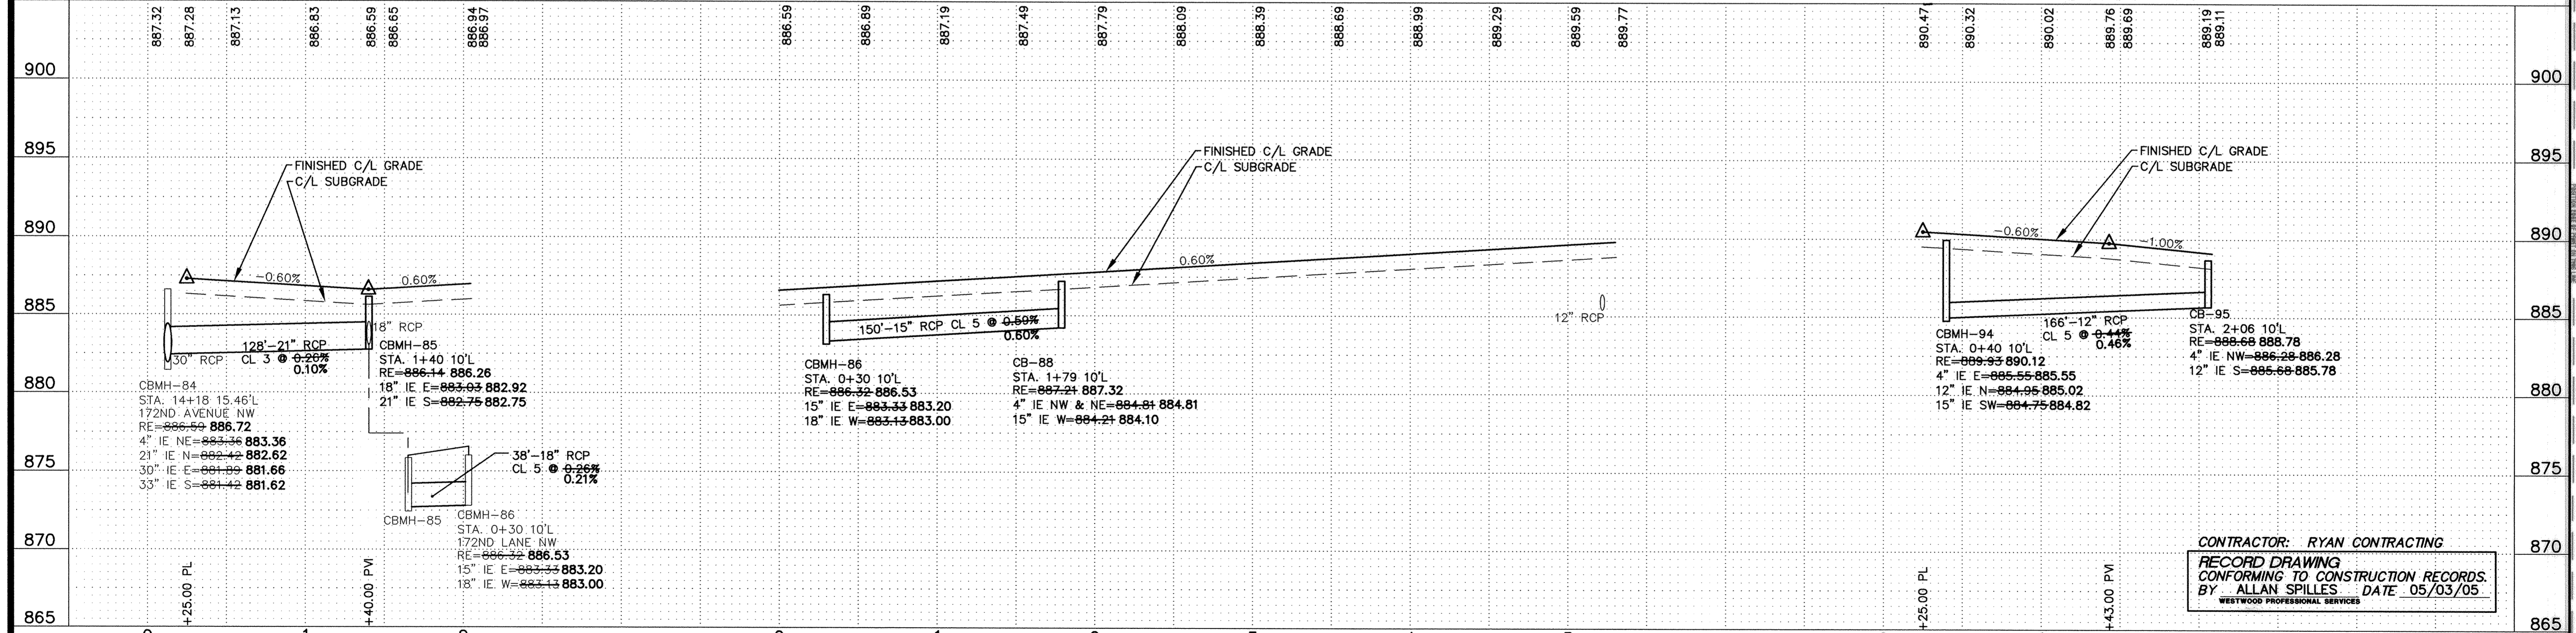 887.32
887.28
887.13
886.83
886.59
886.65
886.94
886.97
886.59
886.89
887.19
887.49
887.79
888.09
888.39
888.69
888.99
889.29
889.59
889.77
890.47
890.32
890.02
889.76
889.69
889.19
889.11
900
900
895
895
890
890
885
885
880
880
875
875
870
870
865
865
FINISHED C/L GRADE
C/L SUBGRADE
-0.60%
0.60%
18" RCP
30" RCP
128'-21" RCP
CL 3 @ 0.26%
0.10%
CBMH-84
STA. 14+18 15.46'L
172ND AVENUE NW
RE=886.59 886.72
4" IE NE=883.36 883.36
21" IE N=882.42 882.62
30" IE E=881.89 881.66
33" IE S=881.42 881.62
CBMH-85
STA. 1+40 10'L
RE=886.14 886.26
18" IE E=883.03 882.92
21" IE S=882.75 882.75
38'-18" RCP
CL 5 @ 0.26%
0.21%
CBMH-85
CBMH-86
STA. 0+30 10'L
172ND LANE NW
RE=886.32 886.53
15" IE E=883.33 883.20
18" IE W=883.13 883.00
+25.00 PL
+40.00 PVI
FINISHED C/L GRADE
C/L SUBGRADE
0.60%
150'-15" RCP CL 5 @ 0.59%
0.60%
12" RCP
CBMH-86
STA. 0+30 10'L
RE=886.32 886.53
15" IE E=883.33 883.20
18" IE W=883.13 883.00
CB-88
STA. 1+79 10'L
RE=887.21 887.32
4" IE NW & NE=884.81 884.81
15" IE W=884.21 884.10
FINISHED C/L GRADE
C/L SUBGRADE
-0.60%
-1.00%
166'-12" RCP
CL 5 @ 0.44%
0.46%
CBMH-94
STA. 0+40 10'L
RE=889.93 890.12
4" IE E=885.55 885.55
12" IE N=884.95 885.02
15" IE SW=884.75 884.82
CB-95
STA. 2+06 10'L
RE=888.68 888.78
4" IE NW=886.28 886.28
12" IE S=885.68 885.78
+25.00 PL
+43.00 PVI
CONTRACTOR: RYAN CONTRACTING
RECORD DRAWING
CONFORMING TO CONSTRUCTION RECORDS.
BY ALLAN SPILLES DATE 05/03/05
WESTWOOD PROFESSIONAL SERVICES